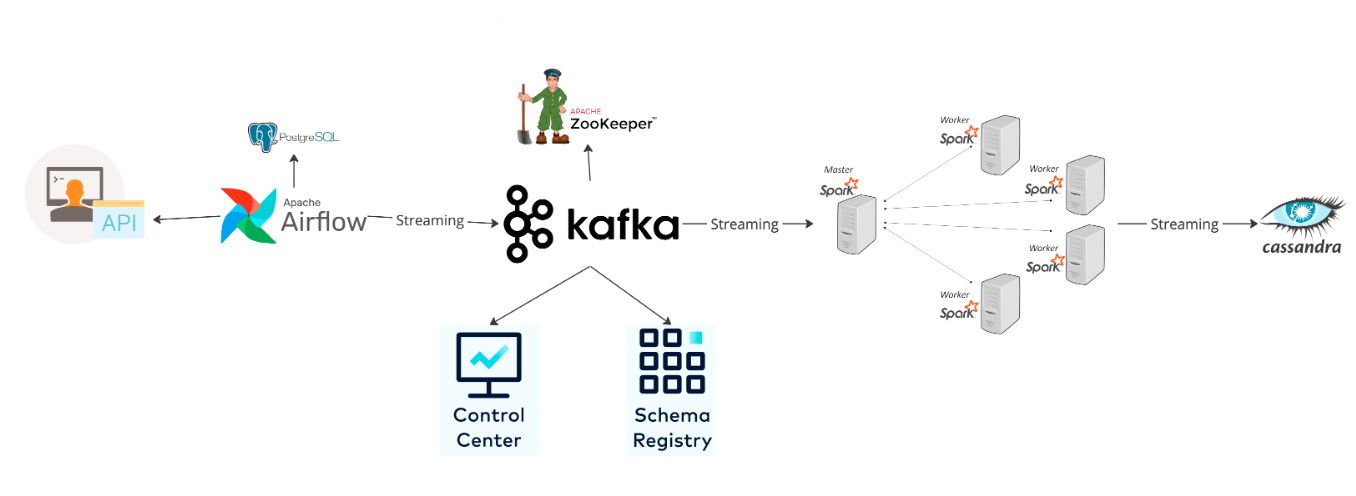 API
PostgreSQL
Apache
Airflow
Streaming
APACHE
ZooKeeper™
kafka
Control
Center
Schema
Registry
Streaming
Master
Spark
Worker
Spark
Worker
Spark
Worker
Spark
Worker
Spark
Streaming
cassandra